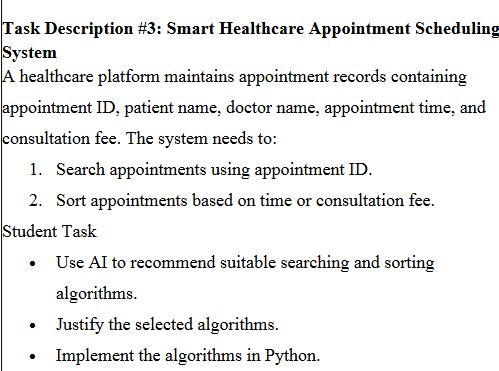 Task Description #3: Smart Healthcare Appointment Scheduling
System
A healthcare platform maintains appointment records containing
appointment ID, patient name, doctor name, appointment time, and
consultation fee. The system needs to:
1. Search appointments using appointment ID.
2. Sort appointments based on time or consultation fee.
Student Task
• Use AI to recommend suitable searching and sorting
algorithms.
• Justify the selected algorithms.
• Implement the algorithms in Python.